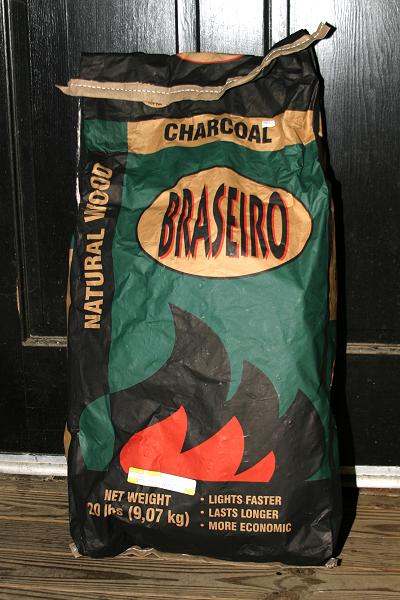 CHARCOAL
BRASEIRO
NATURAL WOOD
NET WEIGHT
20 lbs (9,07 kg)
• LIGHTS FASTER
• LASTS LONGER
• MORE ECONOMIC